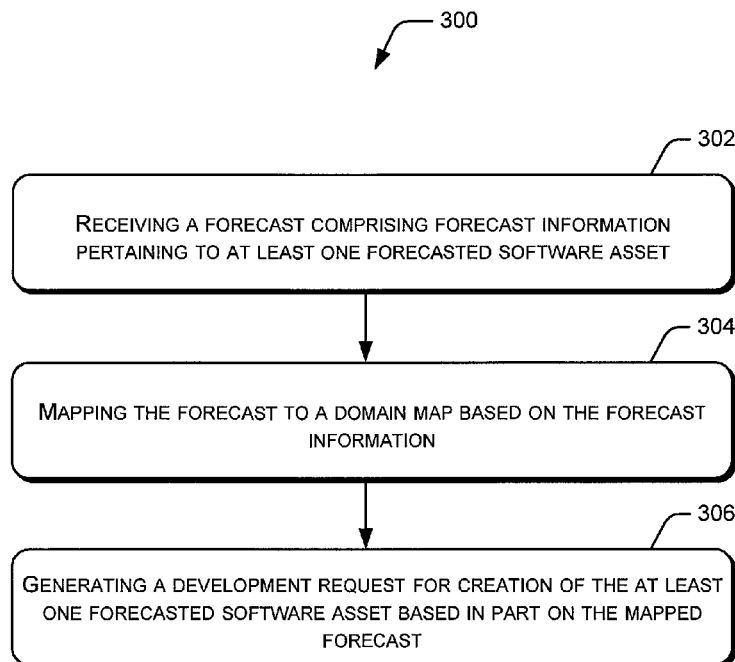 300
302
RECEIVING A FORECAST COMPRISING FORECAST INFORMATION
PERTAINING TO AT LEAST ONE FORECASTED SOFTWARE ASSET
304
MAPPING THE FORECAST TO A DOMAIN MAP BASED ON THE FORECAST
INFORMATION
306
GENERATING A DEVELOPMENT REQUEST FOR CREATION OF THE AT LEAST
ONE FORECASTED SOFTWARE ASSET BASED IN PART ON THE MAPPED
FORECAST